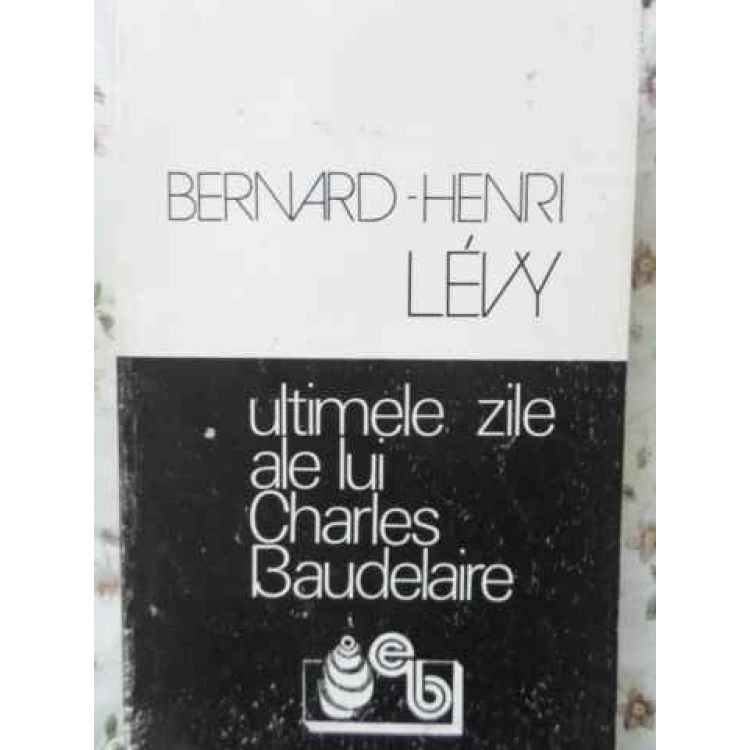 BERNARD-HENRI
LÉVY
ultimele zile
ale lui
Charles
Baudelaire
eb